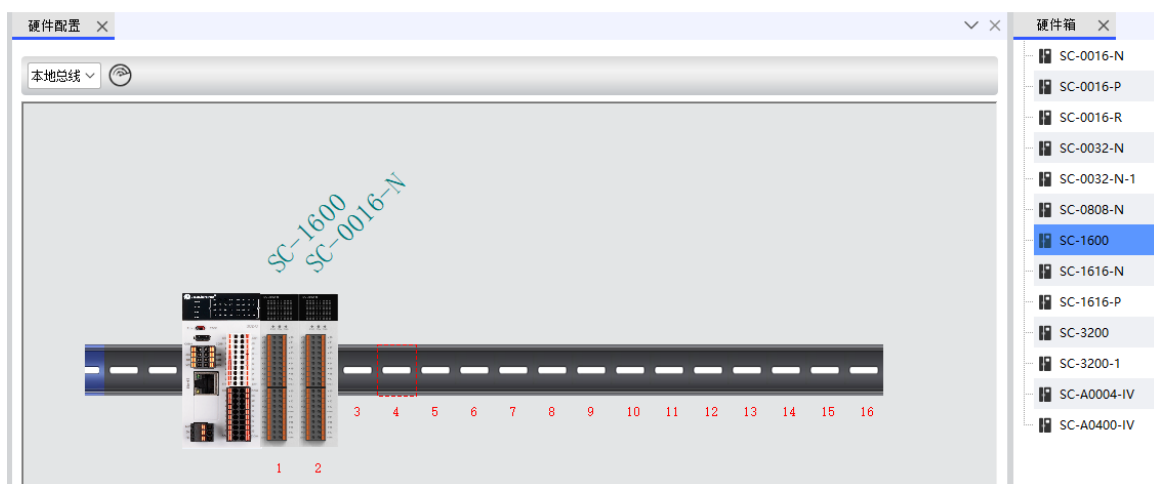 硬件配置
本地总线
SC-1600
SC-0016-N
1
2
3
4
5
6
7
8
9
10
11
12
13
14
15
16
硬件箱
SC-0016-N
SC-0016-P
SC-0016-R
SC-0032-N
SC-0032-N-1
SC-0808-N
SC-1600
SC-1616-N
SC-1616-P
SC-3200
SC-3200-1
SC-A0004-IV
SC-A0400-IV